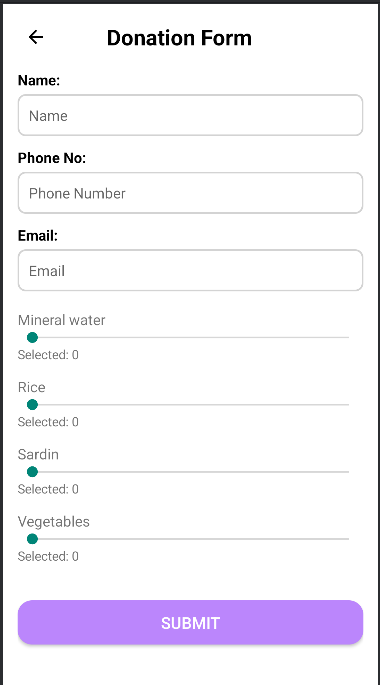 Donation Form
Name:
Name
Phone No:
Phone Number
Email:
Email
Mineral water
Selected: 0
Rice
Selected: 0
Sardin
Selected: 0
Vegetables
Selected: 0
SUBMIT